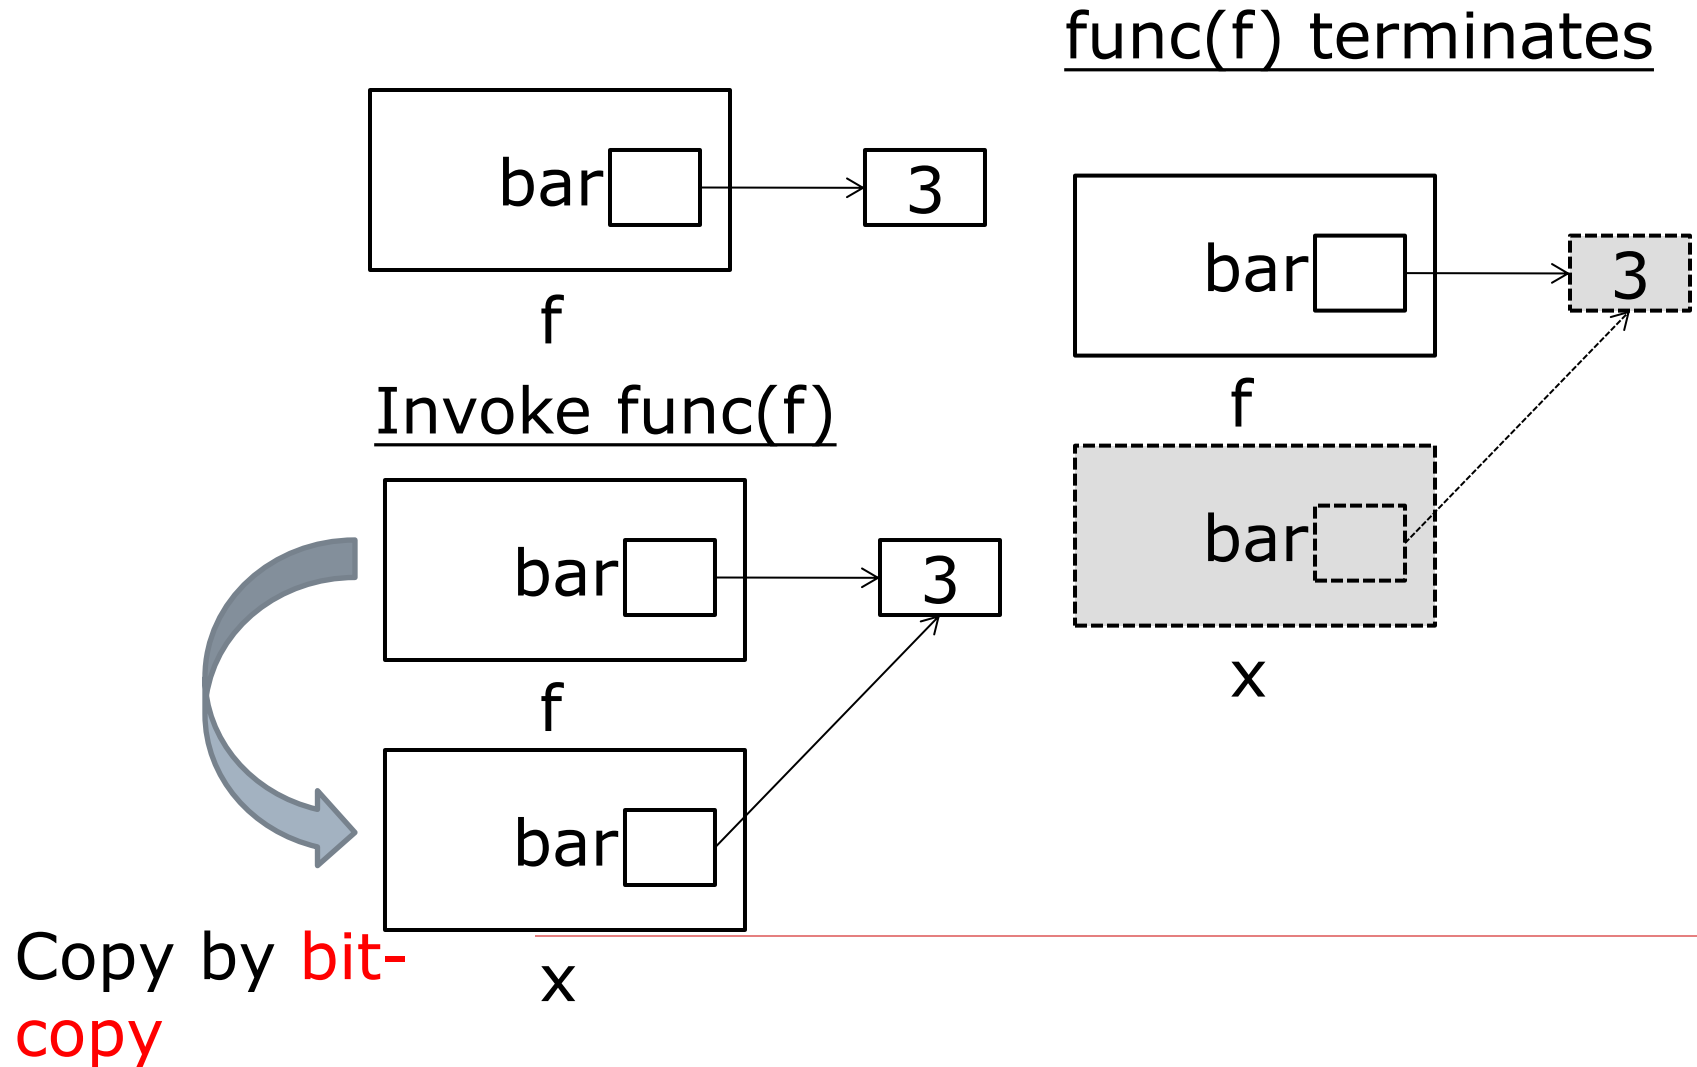 bar
3
f
Invoke func(f)
bar
3
f
bar
x
Copy by bit-
copy
func(f) terminates
bar
3
f
bar
x